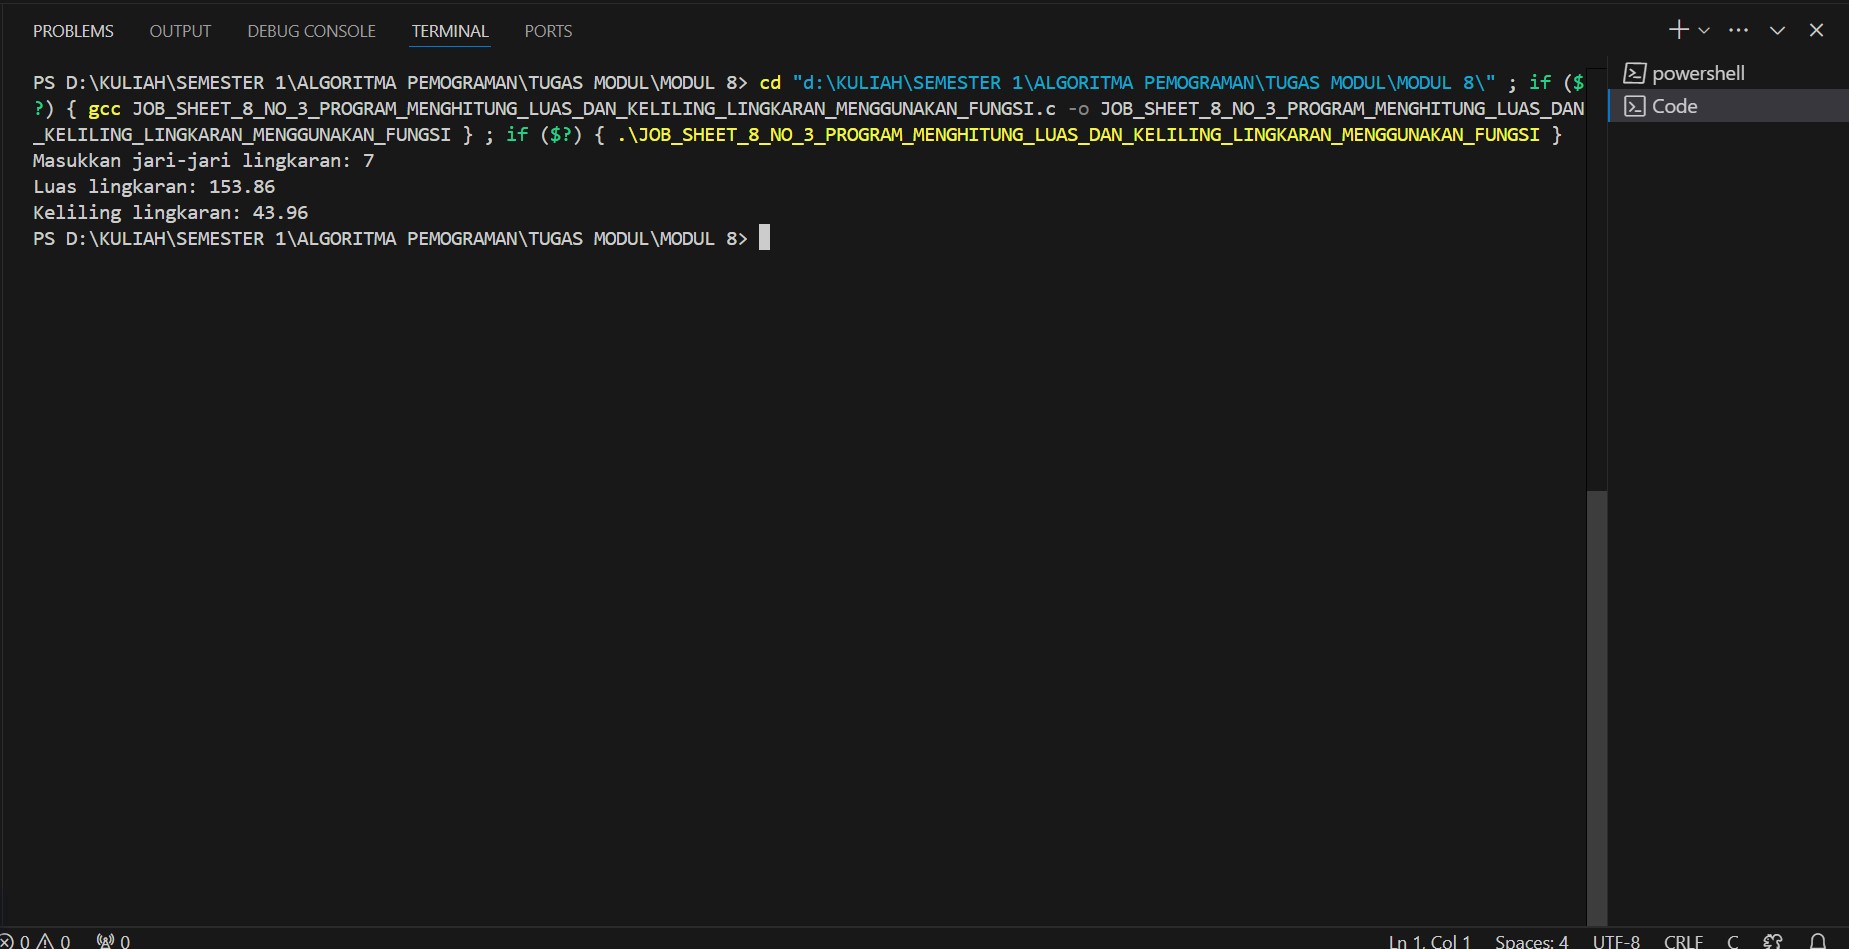 PROBLEMS OUTPUT DEBUG CONSOLE TERMINAL PORTS
PS D:\KULIAH\SEMESTER 1\ALGORITMA PEMOGRAMAN\TUGAS MODUL\MODUL 8> cd "d:\KULIAH\SEMESTER 1\ALGORITMA PEMOGRAMAN\TUGAS MODUL\MODUL 8\" ; if ($
?) { gcc JOB_SHEET_8_NO_3_PROGRAM_MENGHITUNG_LUAS_DAN_KELILING_LINGKARAN_MENGGUNAKAN_FUNGSI.c -o JOB_SHEET_8_NO_3_PROGRAM_MENGHITUNG_LUAS_DAN
_KELILING_LINGKARAN_MENGGUNAKAN_FUNGSI } ; if ($?) { .\JOB_SHEET_8_NO_3_PROGRAM_MENGHITUNG_LUAS_DAN_KELILING_LINGKARAN_MENGGUNAKAN_FUNGSI }
Masukkan jari-jari lingkaran: 7
Luas lingkaran: 153.86
Keliling lingkaran: 43.96
PS D:\KULIAH\SEMESTER 1\ALGORITMA PEMOGRAMAN\TUGAS MODUL\MODUL 8>
powershell
Code
0 0 0 Ln 1, Col 1 Spaces: 4 UTF-8 CRLF C